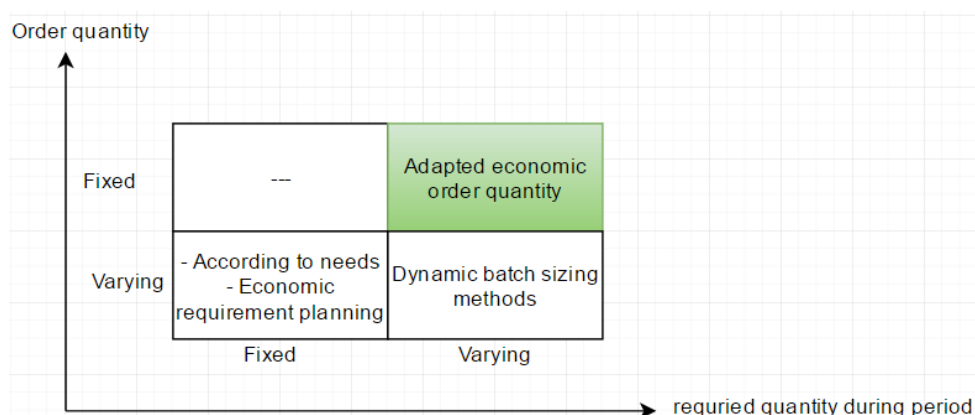 Order quantity
Fixed
---
Adapted economic
order quantity
Varying
- According to needs
- Economic
requirement planning
Dynamic batch sizing
methods
Fixed
Varying
requried quantity during period